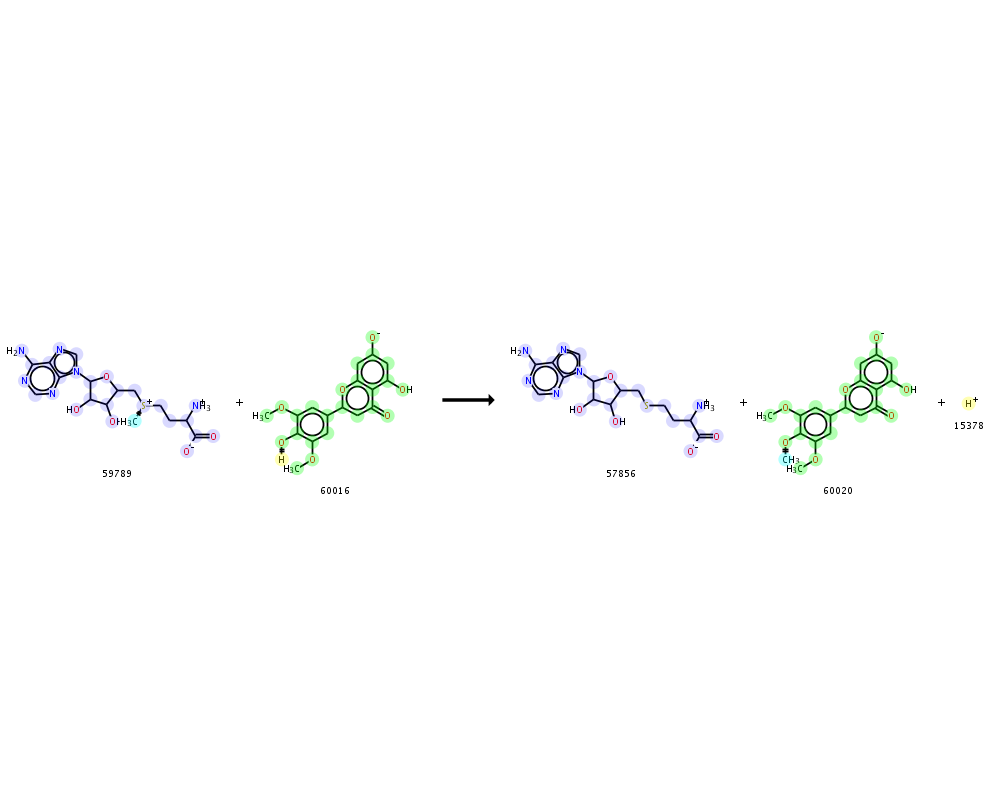 H2N N N N N N O HO OH S+ H3C NH3+ O O-
59789
+
O- OH O O O H3C O H O H3C
60016
H2N N N N N N O HO OH S NH3+ O O-
57856
+
O- OH O O O H3C O CH3 O H3C
60020
+
H+
15378